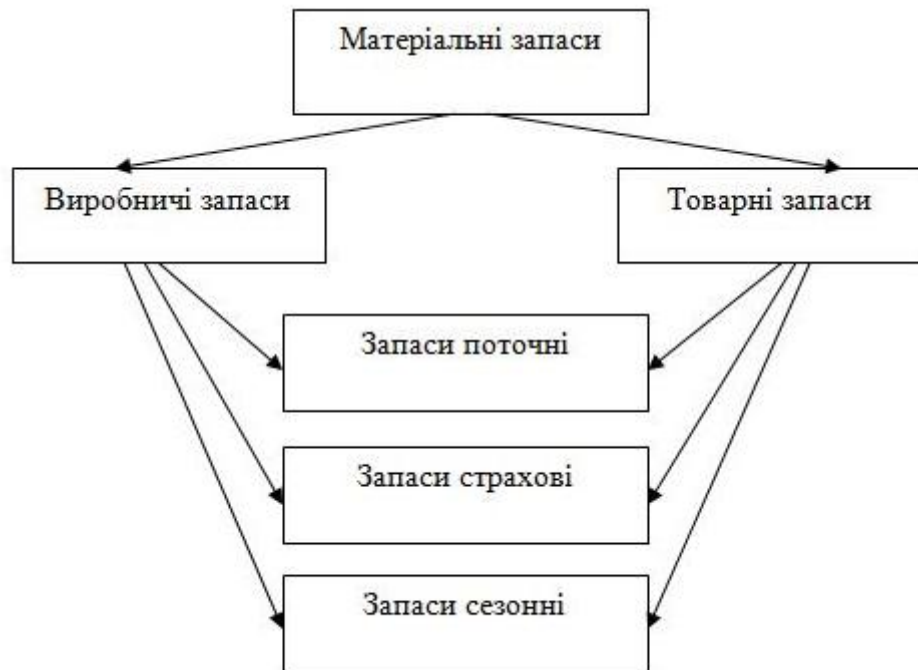 Матеріальні запаси
Виробничі запаси
Товарні запаси
Запаси поточні
Запаси страхові
Запаси сезонні